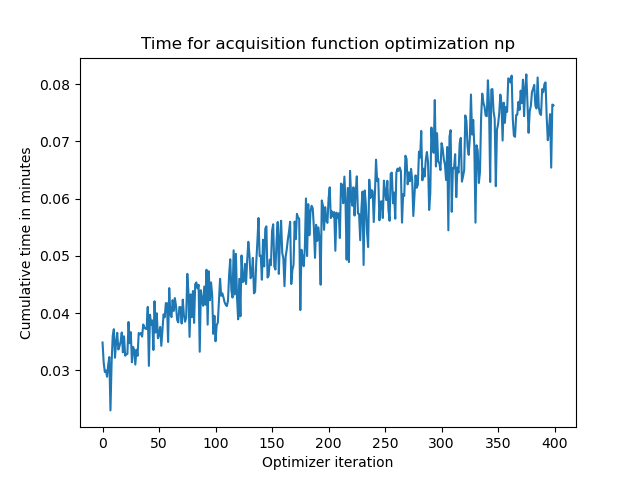 Time for acquisition function optimization np
0.08
0.07
0.06
0.05
0.04
0.03
Cumulative time in minutes
0 50 100 150 200 250 300 350 400
Optimizer iteration